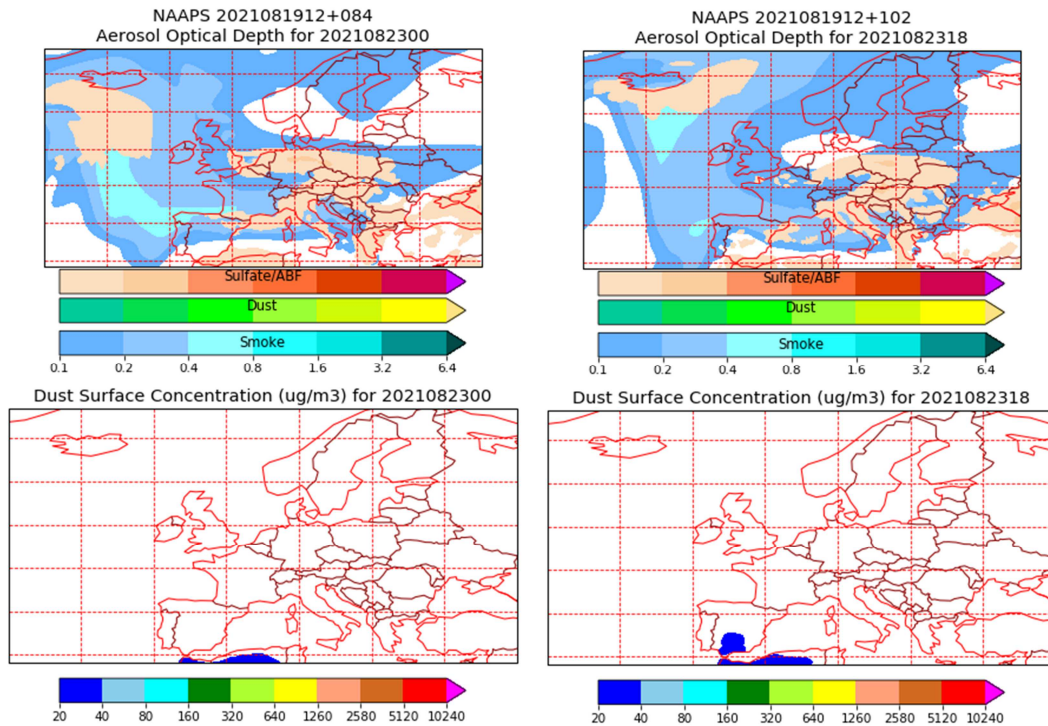 NAAPS 2021081912+084
Aerosol Optical Depth for 2021082300
Sulfate/ABF
Dust
Smoke
0.1 0.2 0.4 0.8 1.6 3.2 6.4
NAAPS 2021081912+102
Aerosol Optical Depth for 2021082318
Sulfate/ABF
Dust
Smoke
0.1 0.2 0.4 0.8 1.6 3.2 6.4
Dust Surface Concentration (ug/m3) for 2021082300
20 40 80 160 320 640 1260 2560 5120 10240
Dust Surface Concentration (ug/m3) for 2021082318
20 40 80 160 320 640 1260 2560 5120 10240